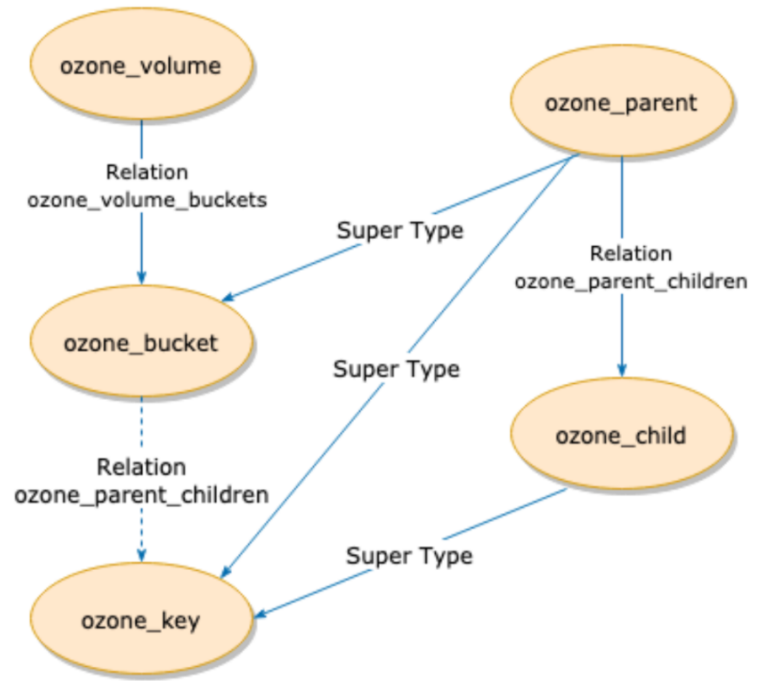 ozone_volume
ozone_parent
Relation
ozone_volume_buckets
Super Type
Relation
ozone_parent_children
ozone_bucket
Super Type
ozone_child
Relation
ozone_parent_children
Super Type
ozone_key